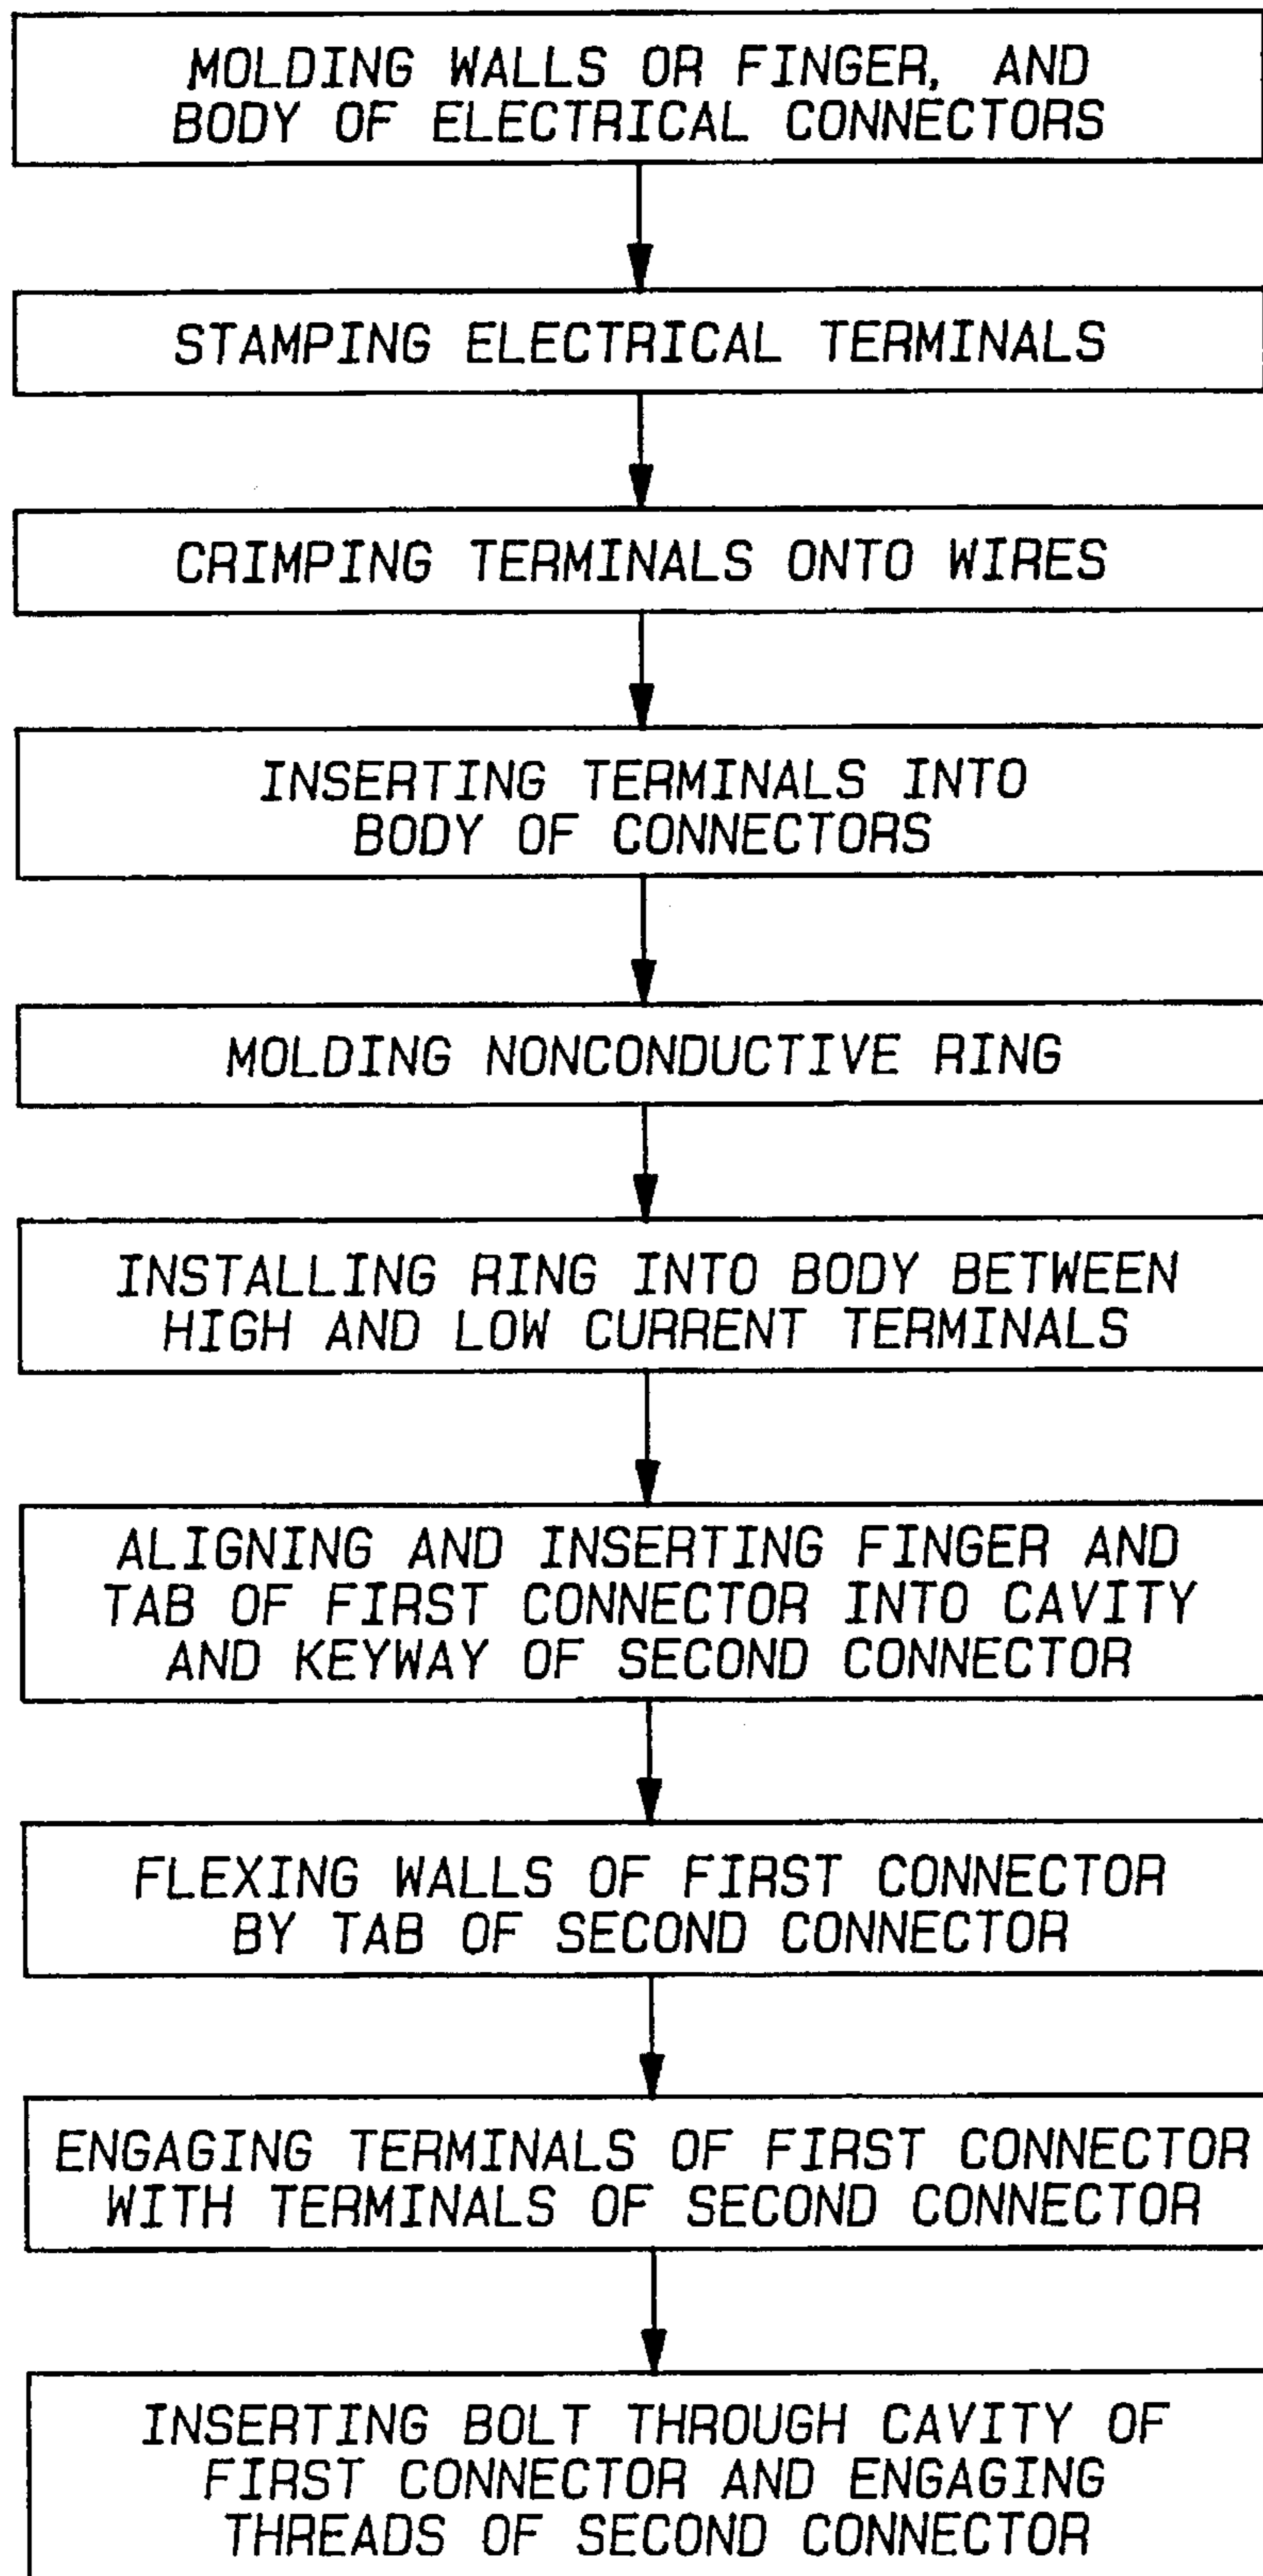 MOLDING WALLS OR FINGER, AND
BODY OF ELECTRICAL CONNECTORS
STAMPING ELECTRICAL TERMINALS
CRIMPING TERMINALS ONTO WIRES
INSERTING TERMINALS INTO
BODY OF CONNECTORS
MOLDING NONCONDUCTIVE RING
INSTALLING RING INTO BODY BETWEEN
HIGH AND LOW CURRENT TERMINALS
ALIGNING AND INSERTING FINGER AND
TAB OF FIRST CONNECTOR INTO CAVITY
AND KEYWAY OF SECOND CONNECTOR
FLEXING WALLS OF FIRST CONNECTOR
BY TAB OF SECOND CONNECTOR
ENGAGING TERMINALS OF FIRST CONNECTOR
WITH TERMINALS OF SECOND CONNECTOR
INSERTING BOLT THROUGH CAVITY OF
FIRST CONNECTOR AND ENGAGING
THREADS OF SECOND CONNECTOR